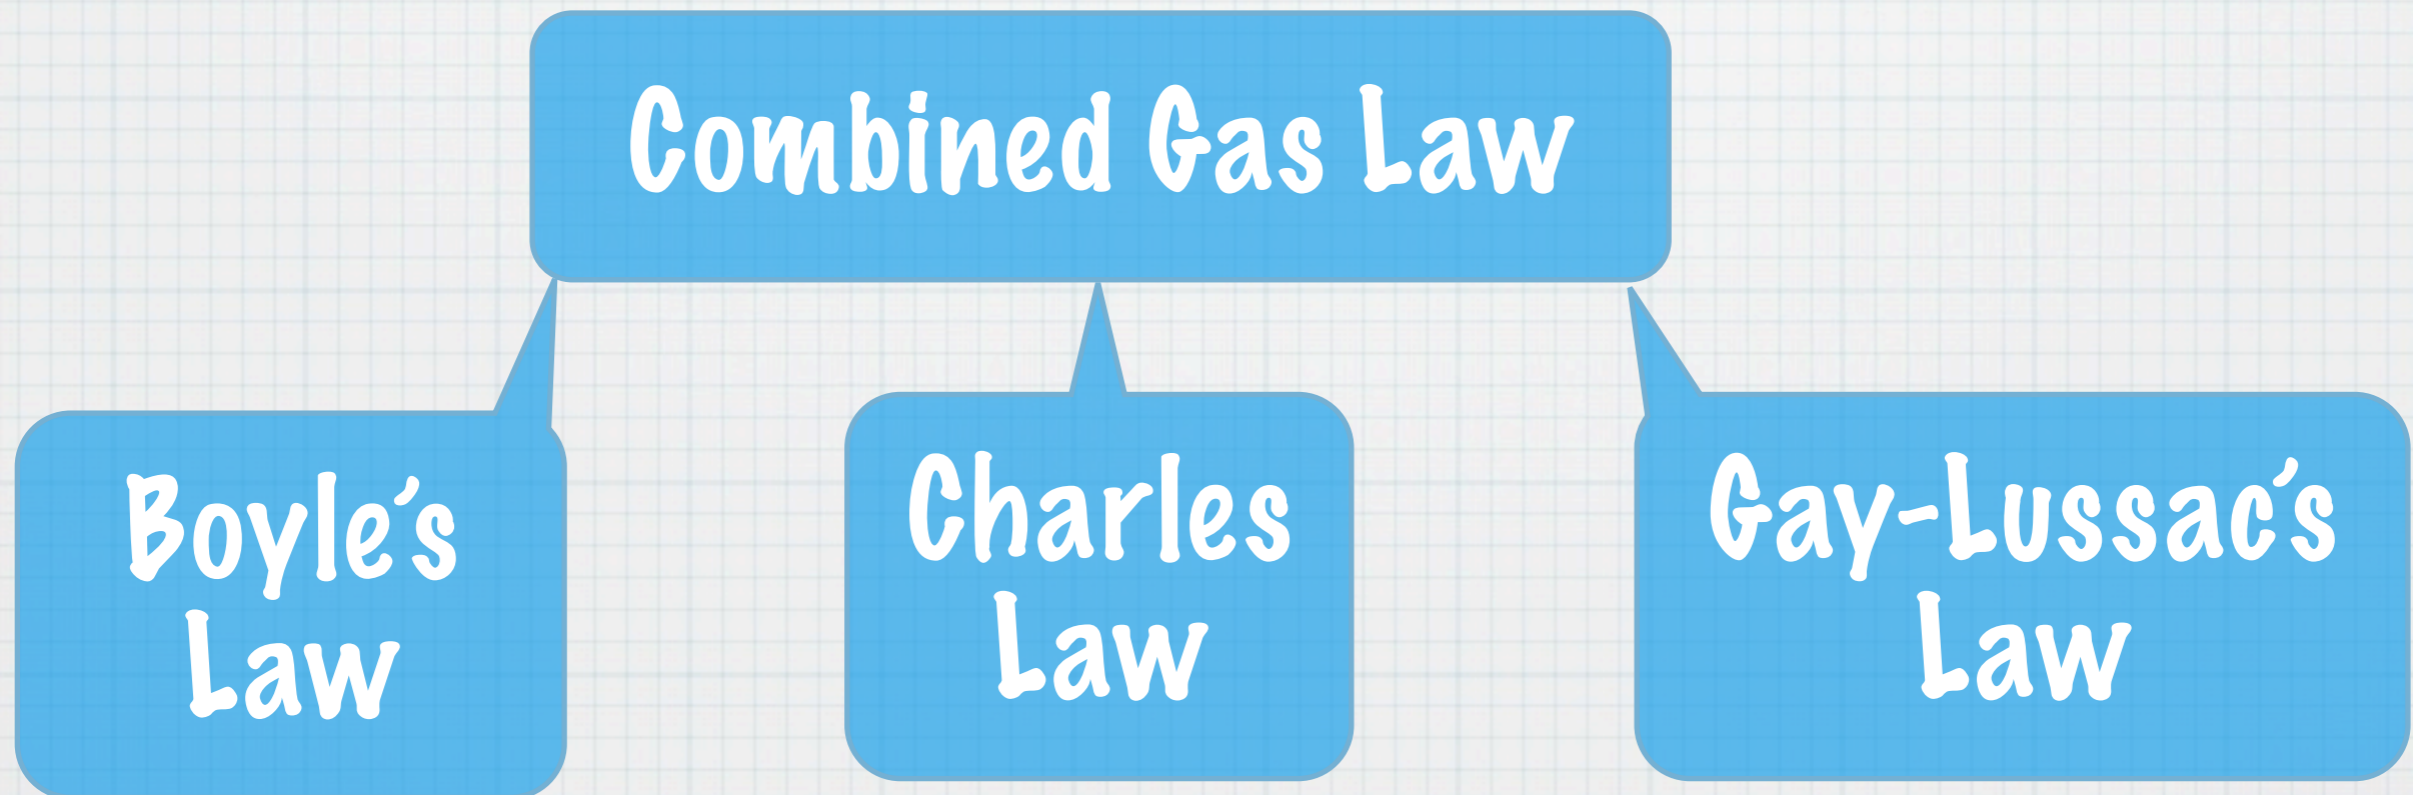 Combined Gas Law
Boyle's
Law
Charles
Law
Gay-Lussac's
Law